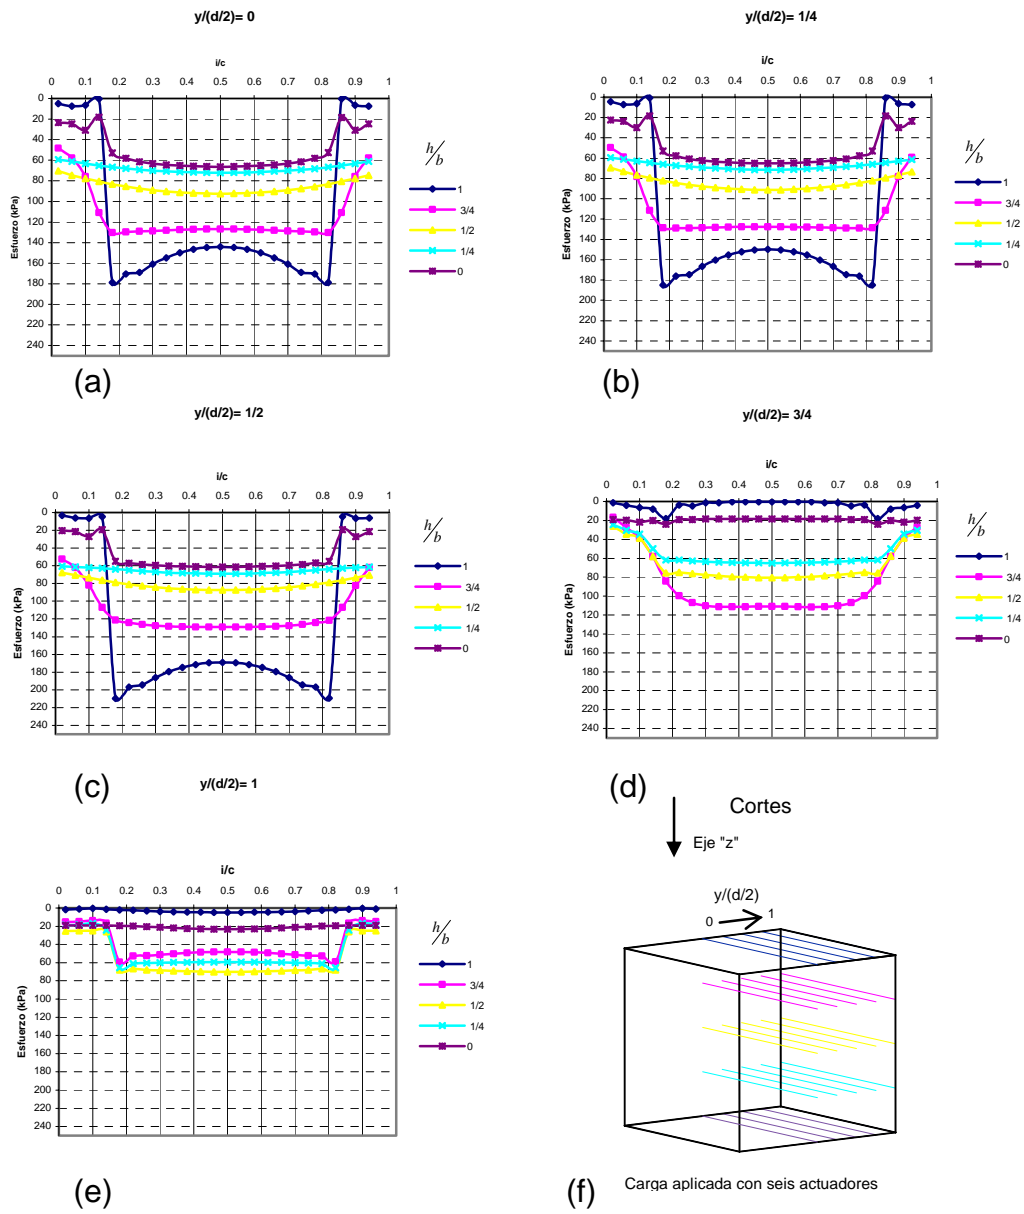 y/(d/2)= 0
i/c
0 0.1 0.2 0.3 0.4 0.5 0.6 0.7 0.8 0.9 1
0
20
40
60
80
100
120
140
160
180
200
220
240
Esfuerzo (kPa)
h/b
1
3/4
1/2
1/4
0
(a)
y/(d/2)= 1/4
i/c
0 0.1 0.2 0.3 0.4 0.5 0.6 0.7 0.8 0.9 1
0
20
40
60
80
100
120
140
160
180
200
220
240
Esfuerzo (kPa)
h/b
1
3/4
1/2
1/4
0
(b)
y/(d/2)= 1/2
i/c
0 0.1 0.2 0.3 0.4 0.5 0.6 0.7 0.8 0.9 1
0
20
40
60
80
100
120
140
160
180
200
220
240
Esfuerzo (kPa)
h/b
1
3/4
1/2
1/4
0
(c)
y/(d/2)= 3/4
i/c
0 0.1 0.2 0.3 0.4 0.5 0.6 0.7 0.8 0.9 1
0
20
40
60
80
100
120
140
160
180
200
220
240
Esfuerzo (kPa)
h/b
1
3/4
1/2
1/4
0
(d)
y/(d/2)= 1
i/c
0 0.1 0.2 0.3 0.4 0.5 0.6 0.7 0.8 0.9 1
0
20
40
60
80
100
120
140
160
180
200
220
240
Esfuerzo (kPa)
h/b
1
3/4
1/2
1/4
0
(e)
Cortes
Eje "z"
y/(d/2)
0 1
(f)
Carga aplicada con seis actuadores